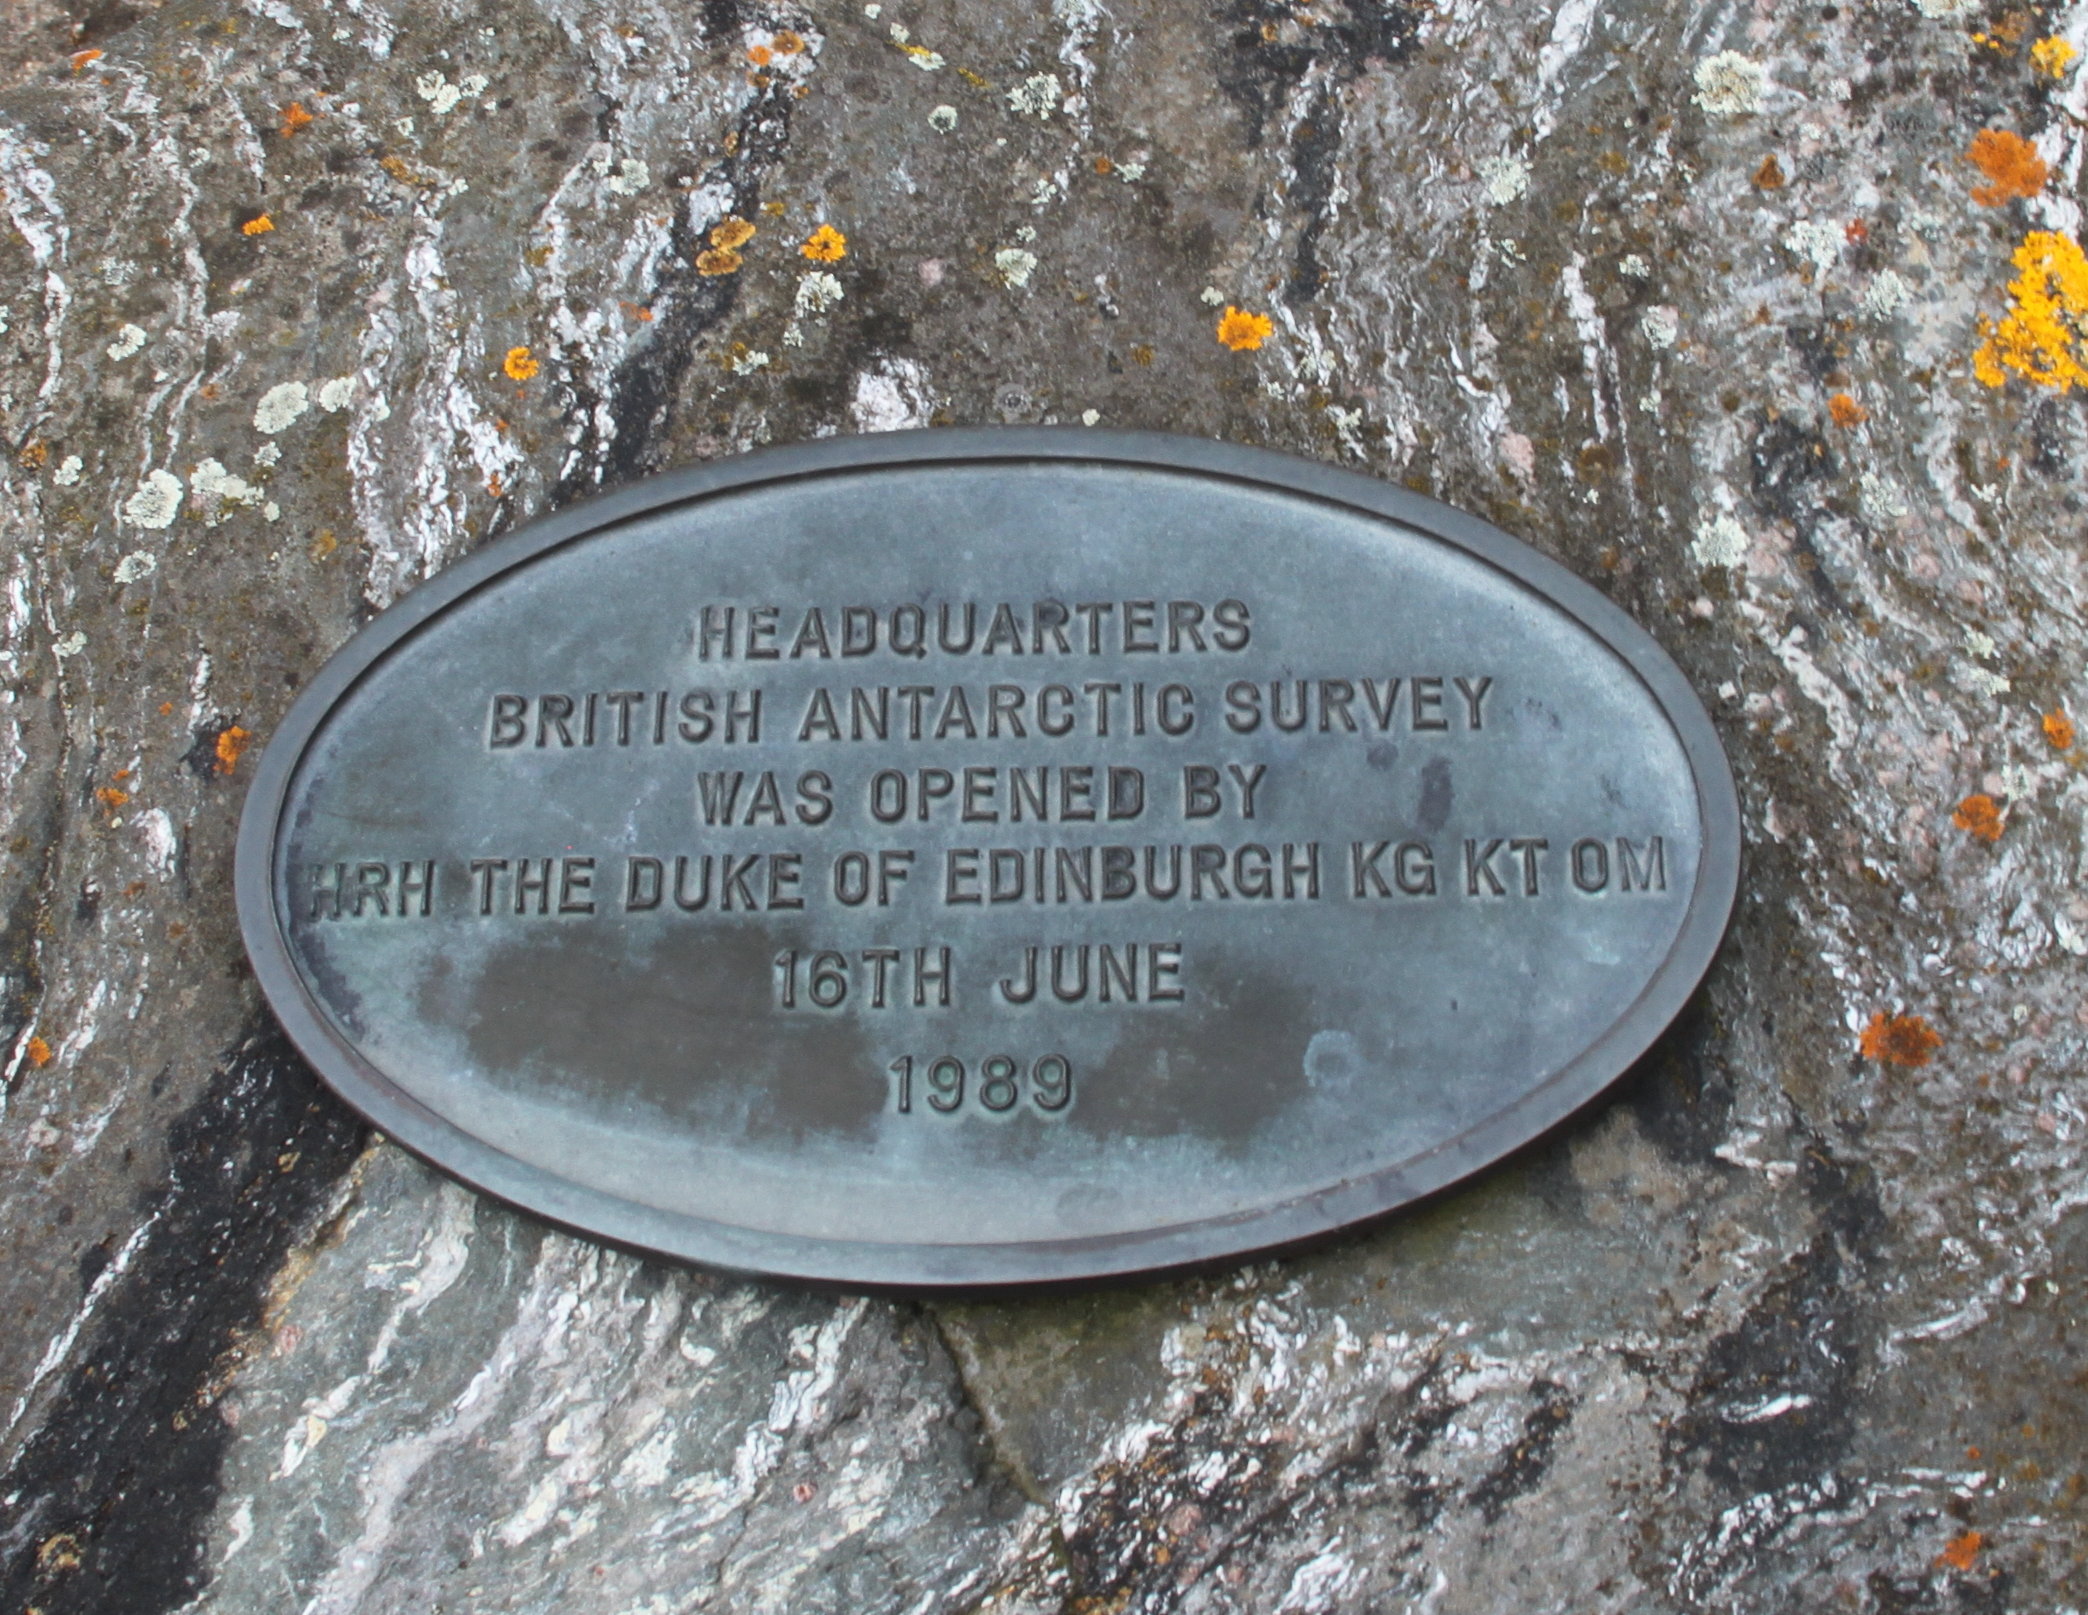 HEADQUARTERS
BRITISH ANTARCTIC SURVEY
WAS OPENED BY
HRH THE DUKE OF EDINBURGH KG KT OM
16TH JUNE
1989